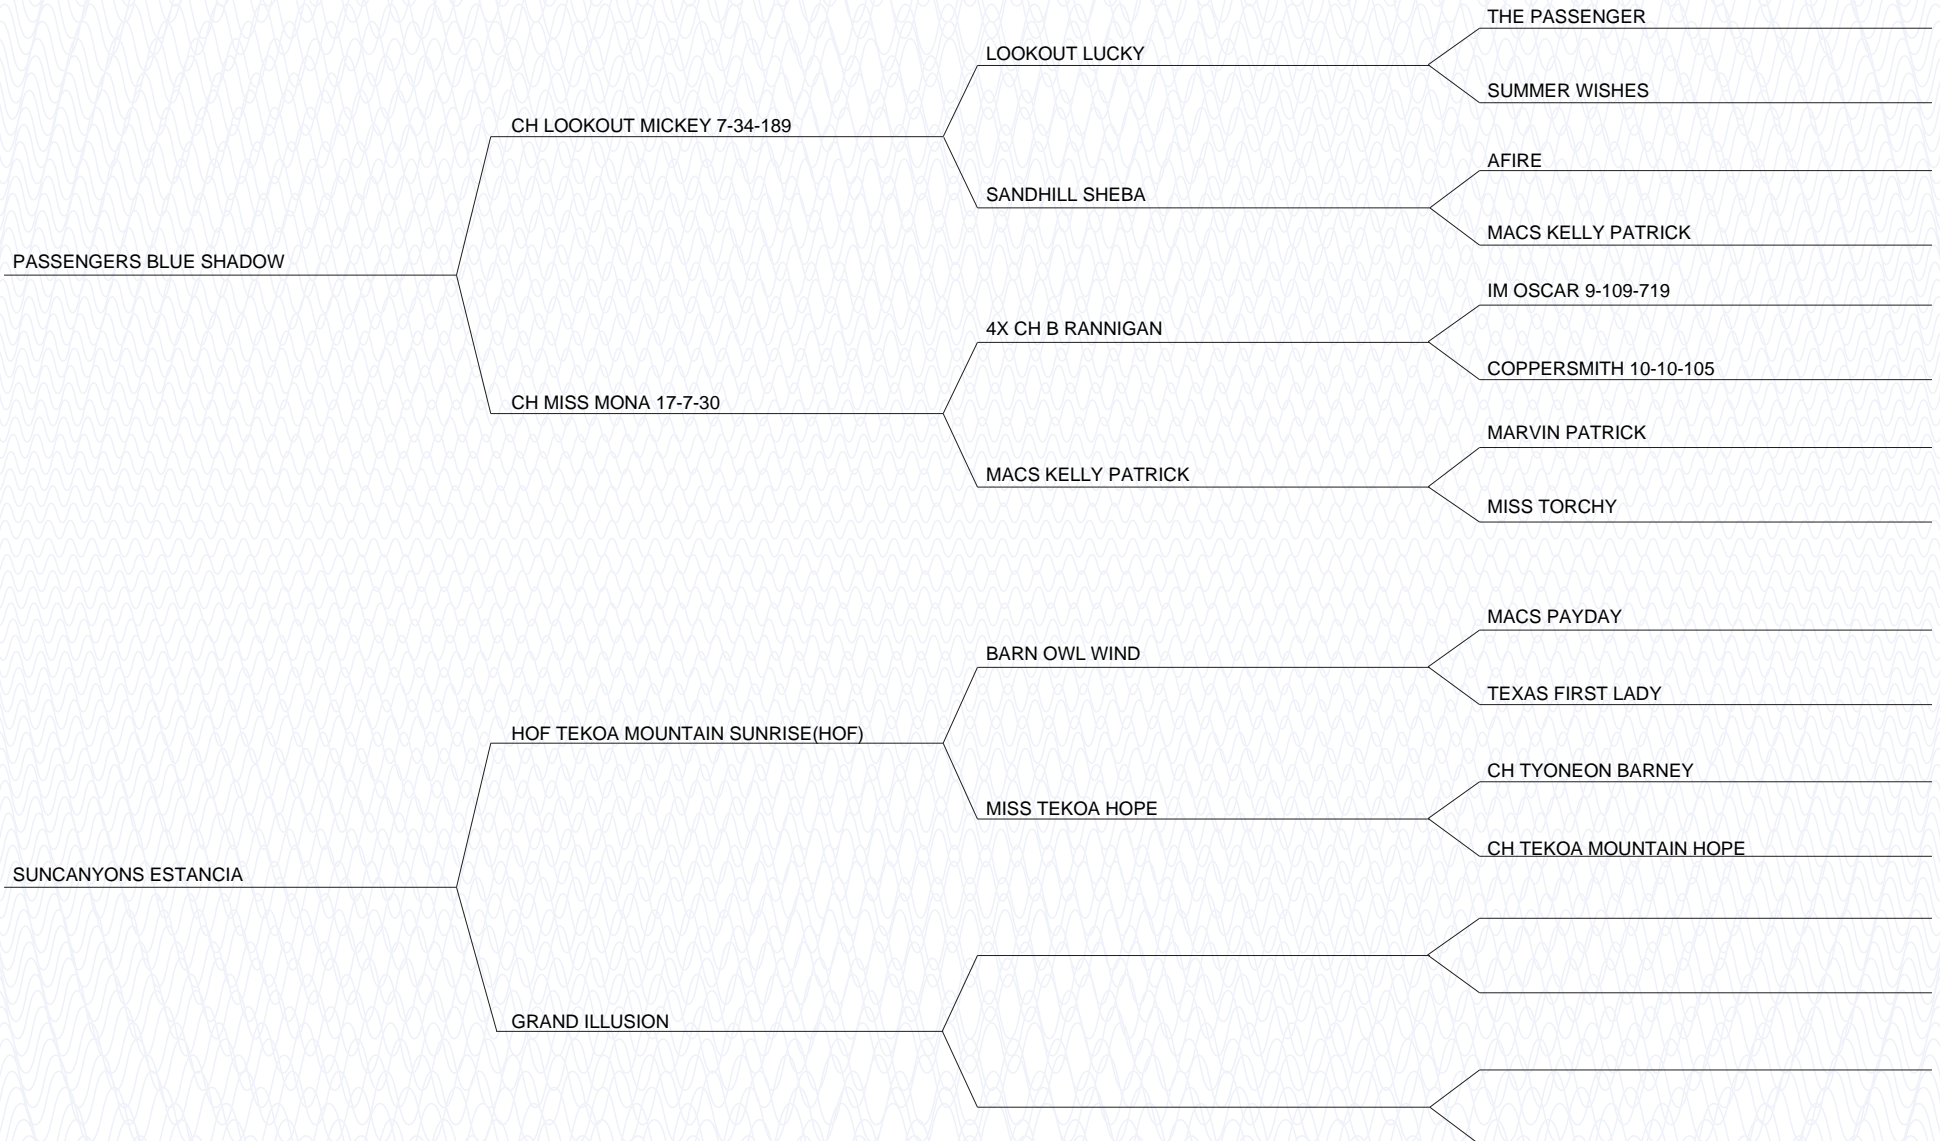 THE PASSENGER
LOOKOUT LUCKY
SUMMER WISHES
CH LOOKOUT MICKEY 7-34-189
AFIRE
SANDHILL SHEBA
MACS KELLY PATRICK
PASSENGERS BLUE SHADOW
IM OSCAR 9-109-719
4X CH B RANNIGAN
COPPERSMITH 10-10-105
CH MISS MONA 17-7-30
MARVIN PATRICK
MACS KELLY PATRICK
MISS TORCHY
MACS PAYDAY
BARN OWL WIND
TEXAS FIRST LADY
HOF TEKOA MOUNTAIN SUNRISE(HOF)
CH TYONEON BARNEY
MISS TEKOA HOPE
CH TEKOA MOUNTAIN HOPE
SUNCANYONS ESTANCIA
GRAND ILLUSION